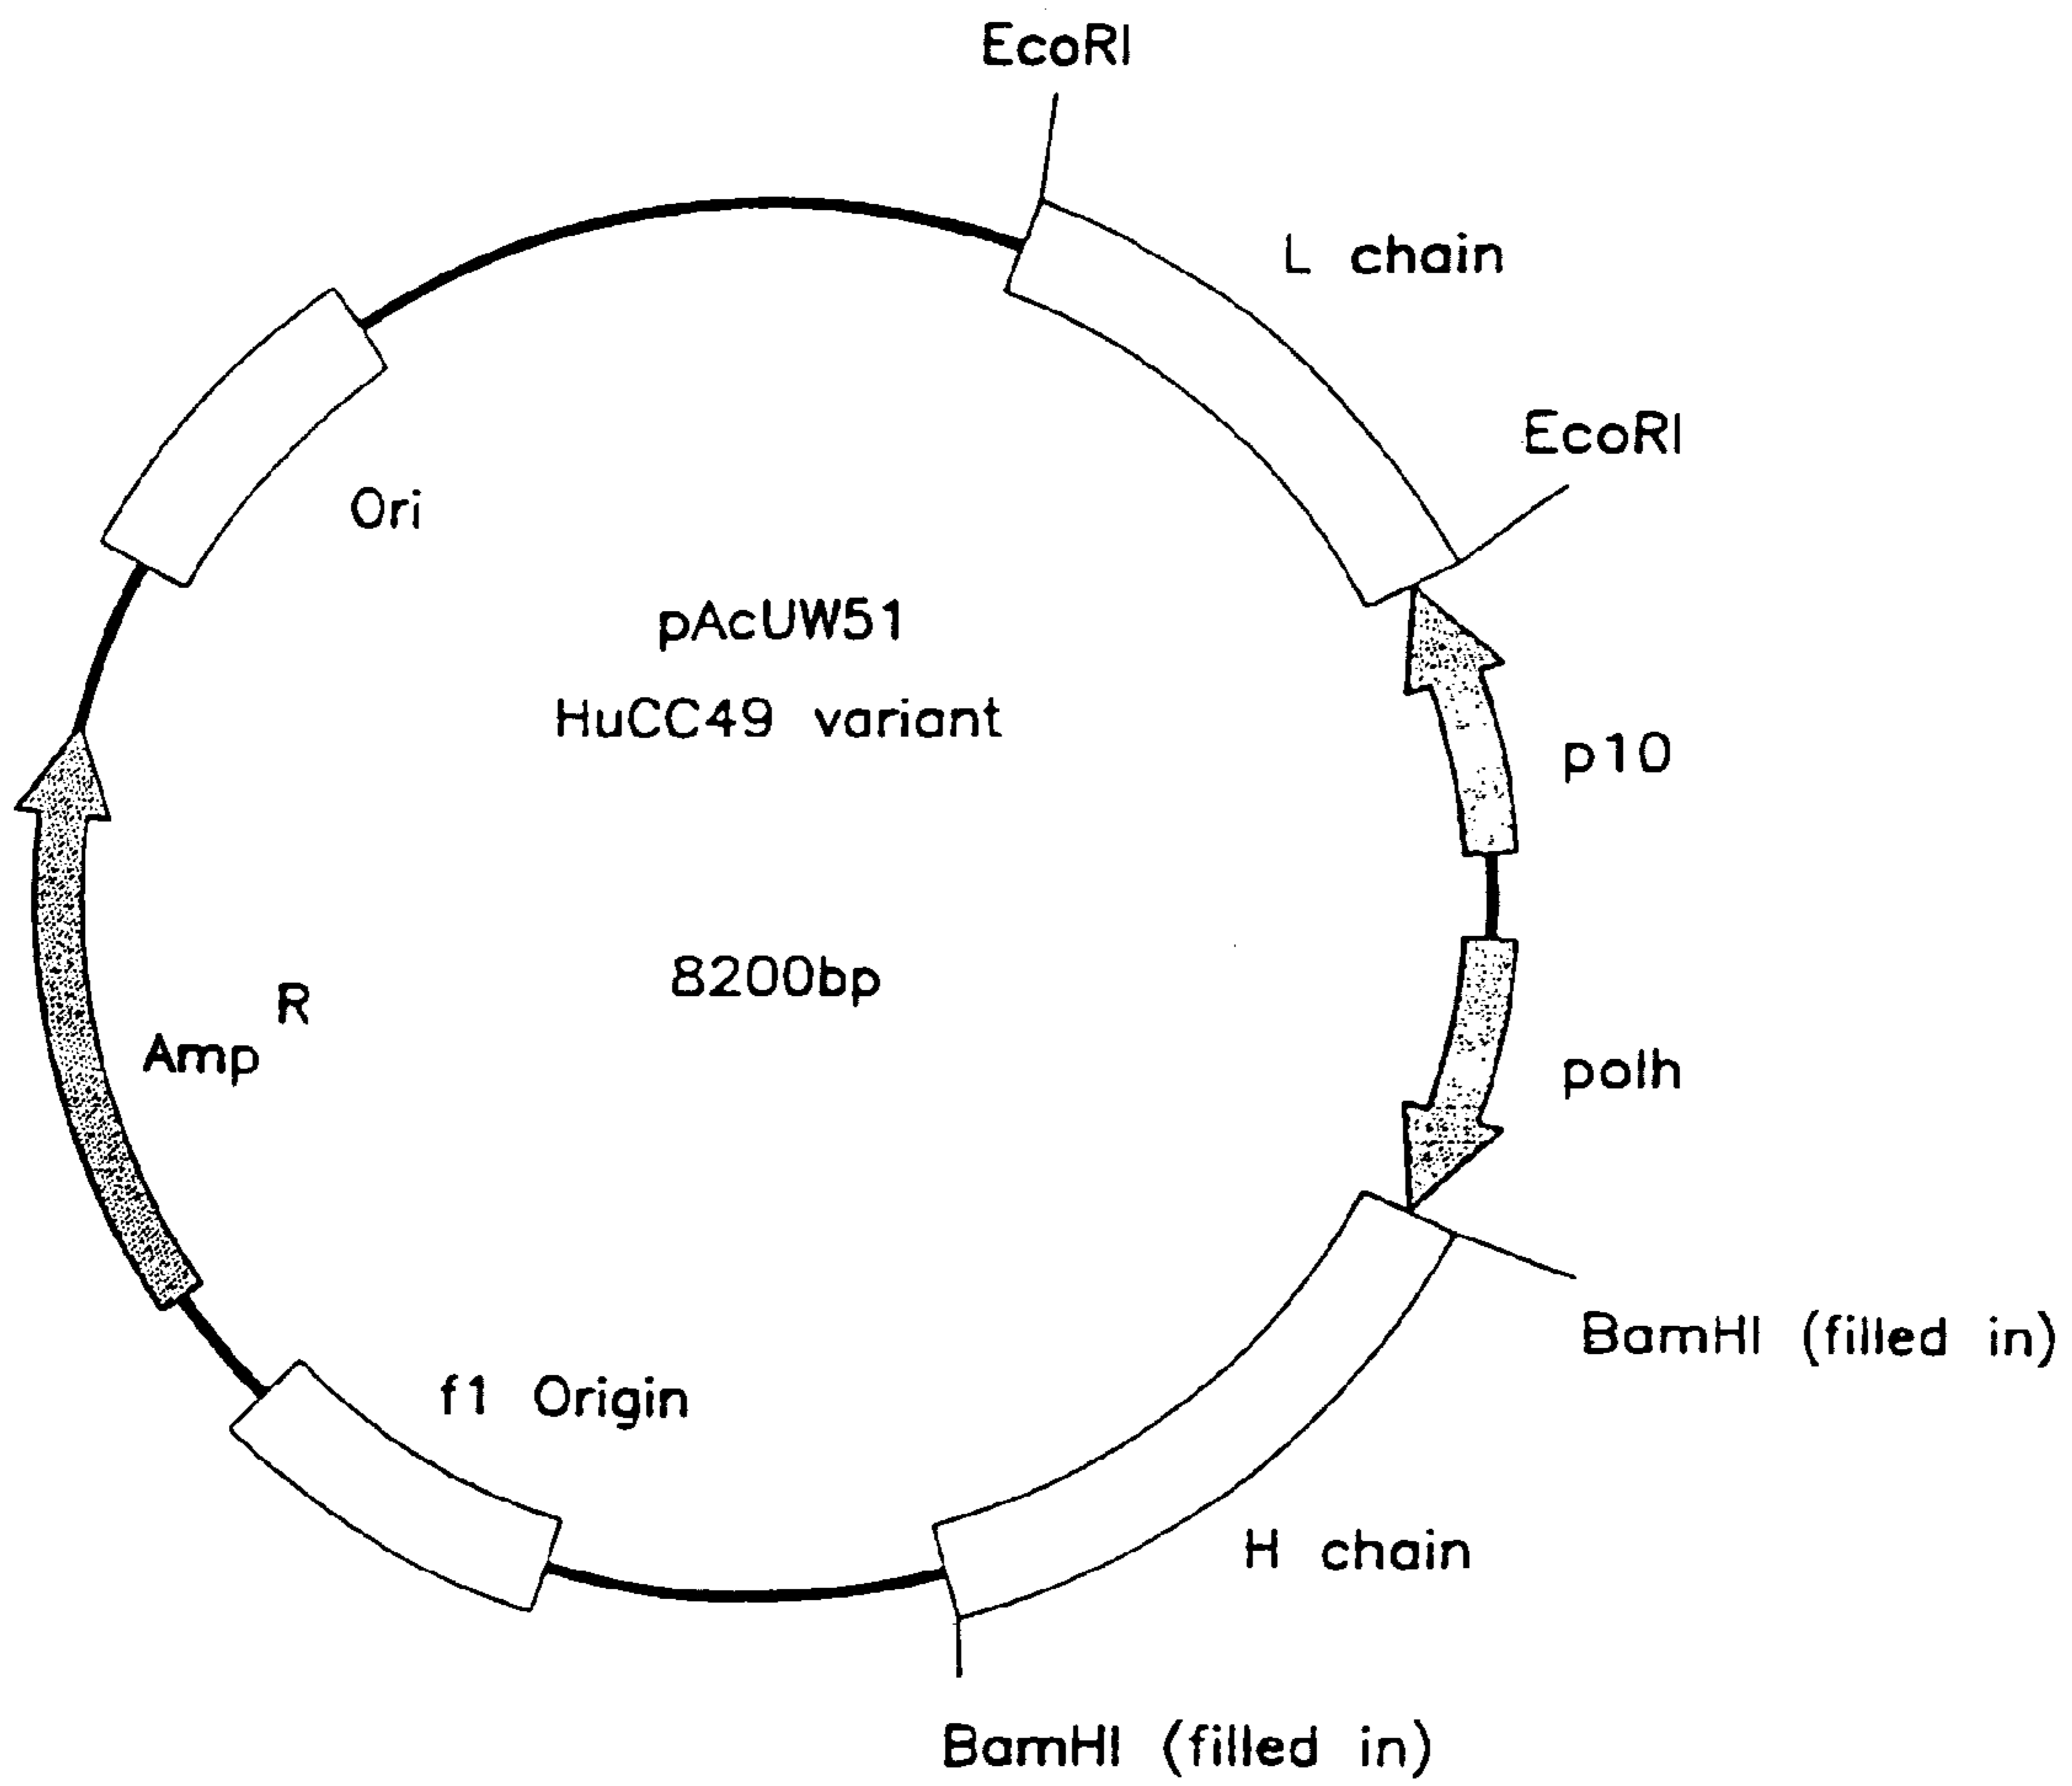 EcoRI
L chain
EcoRI
Ori
pAcUW51
HuCC49 variant
p10
8200bp
R
Amp
polh
BamHI (filled in)
f1 Origin
H chain
BamHI (filled in)